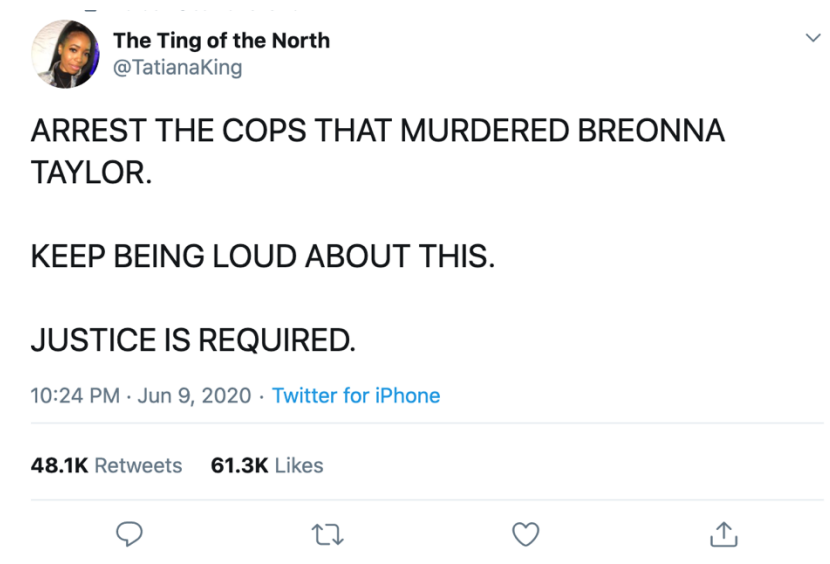 The Ting of the North
@TatianaKing
ARREST THE COPS THAT MURDERED BREONNA
TAYLOR.
KEEP BEING LOUD ABOUT THIS.
JUSTICE IS REQUIRED.
10:24 PM · Jun 9, 2020 · Twitter for iPhone
48.1K Retweets 61.3K Likes